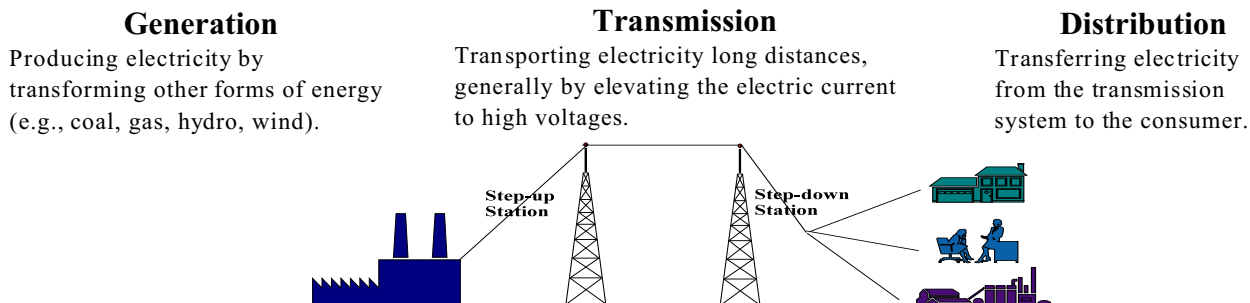 Generation
Producing electricity by
transforming other forms of energy
(e.g., coal, gas, hydro, wind).
Transmission
Transporting electricity long distances,
generally by elevating the electric current
to high voltages.
Distribution
Transferring electricity
from the transmission
system to the consumer.
Step-up
Station
Step-down
Station